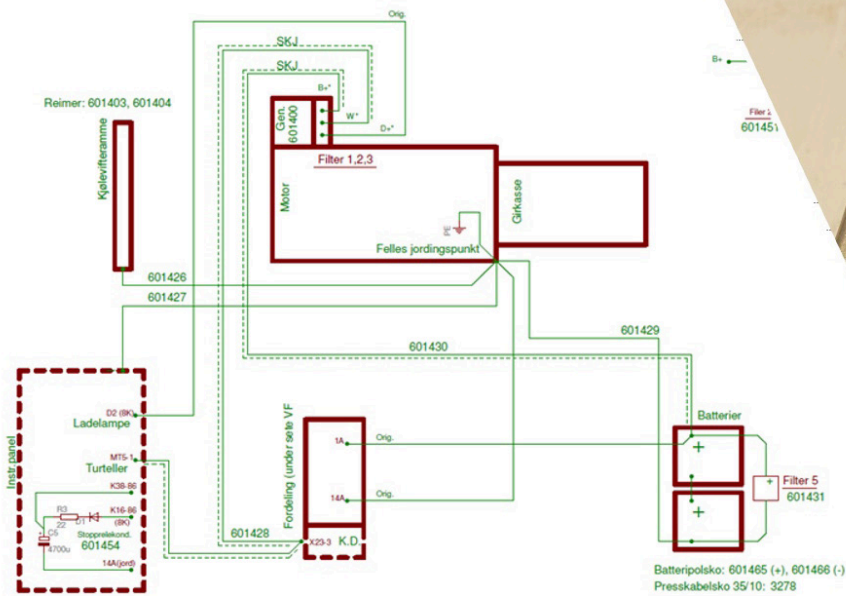 Orig.
SKJ
SKJ
B+*
W*
D+*
B+
Gen.
601400
Filter 1,2,3
601451
Reimer: 601403, 601404
Kjølevifteramme
Motor
Girkasse
PE
Felles jordingspunkt
601426
601427
601429
601430
Instr.panel
D2 (8K)
Ladelampe
MT5-1
Turteller
K38-86
R3
22
D1
K16-86
(8K)
C5
4700u
Stopprelekond.
601454
14A(jord)
601428
Fordeling (under sete VF
1A
Orig.
14A
Orig.
X23-3
K.D.
Batterier
+
+
+
Filter 5
601431
Batteripolsko: 601465 (+), 601466 (-)
Presskabelsko 35/10: 3278